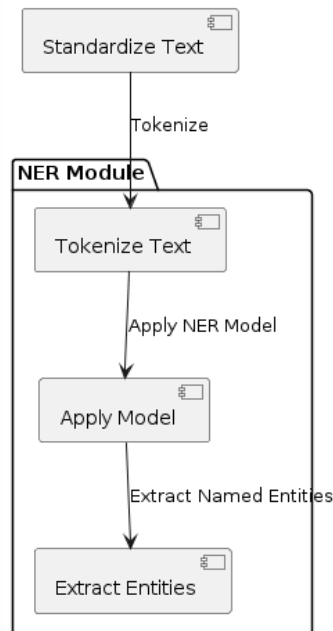 Standardize Text
Tokenize
NER Module
Tokenize Text
Apply NER Model
Apply Model
Extract Named Entities
Extract Entities